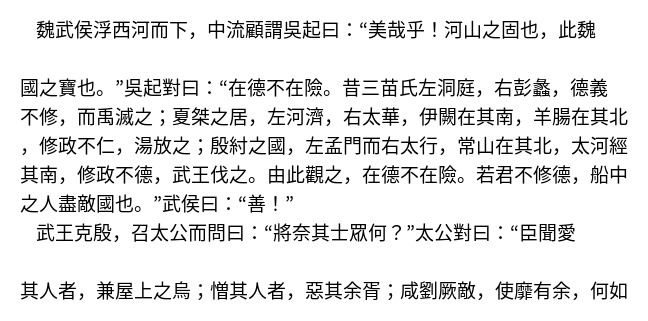 魏武侯浮西河而下，中流顧謂吳起曰：“美哉乎！河山之固也，此魏
國之寶也。”吳起對曰：“在德不在險。昔三苗氏左洞庭，右彭蠡，德義
不修，而禹滅之；夏桀之居，左河濟，右太華，伊闕在其南，羊腸在其北
，修政不仁，湯放之；殷紂之國，左孟門而右太行，常山在其北，太河經
其南，修政不德，武王伐之。由此觀之，在德不在險。若君不修德，船中
之人盡敵國也。”武侯曰：“善！”
武王克殷，召太公而問曰：“將奈其士眾何？”太公對曰：“臣聞愛
其人者，兼屋上之烏；憎其人者，惡其余胥；咸劉厥敵，使靡有余，何如